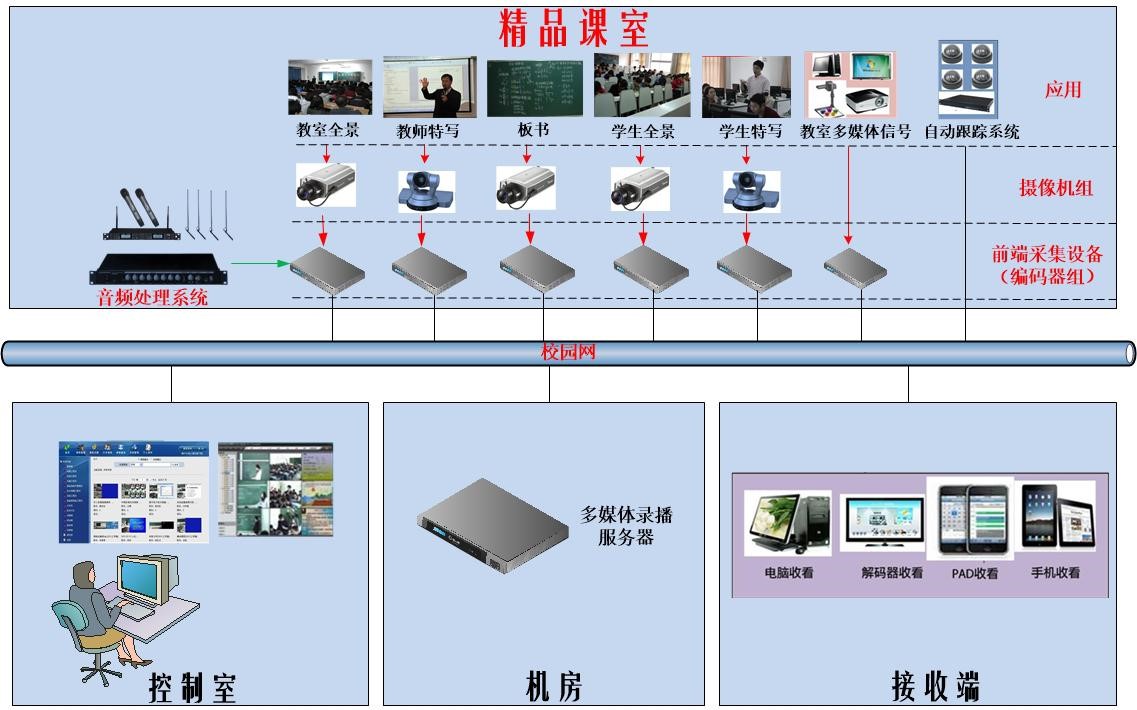 精品课室
应用
教室全景
教师特写
板书
学生全景
学生特写
教室多媒体信号
自动跟踪系统
摄像机组
前端采集设备
（编码器组）
音频处理系统
校园网
多媒体录播
服务器
电脑收看
解码器收看
PAD收看
手机收看
控制室
机房
接收端